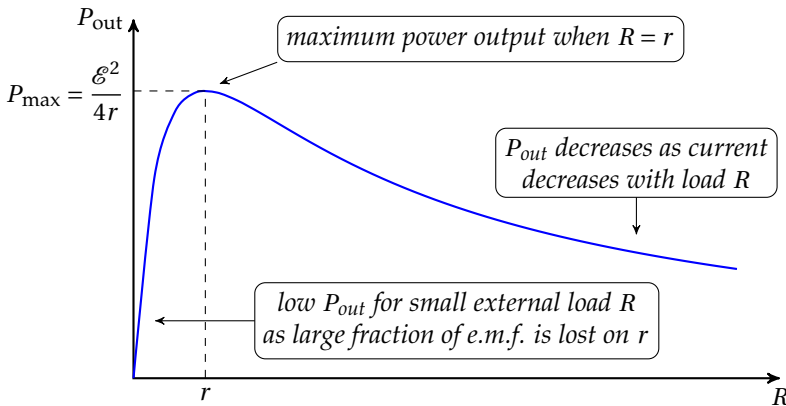 P_out
maximum power output when R = r
P_max = ℰ²/4r
P_out decreases as current
decreases with load R
low P_out for small external load R
as large fraction of e.m.f. is lost on r
r
R